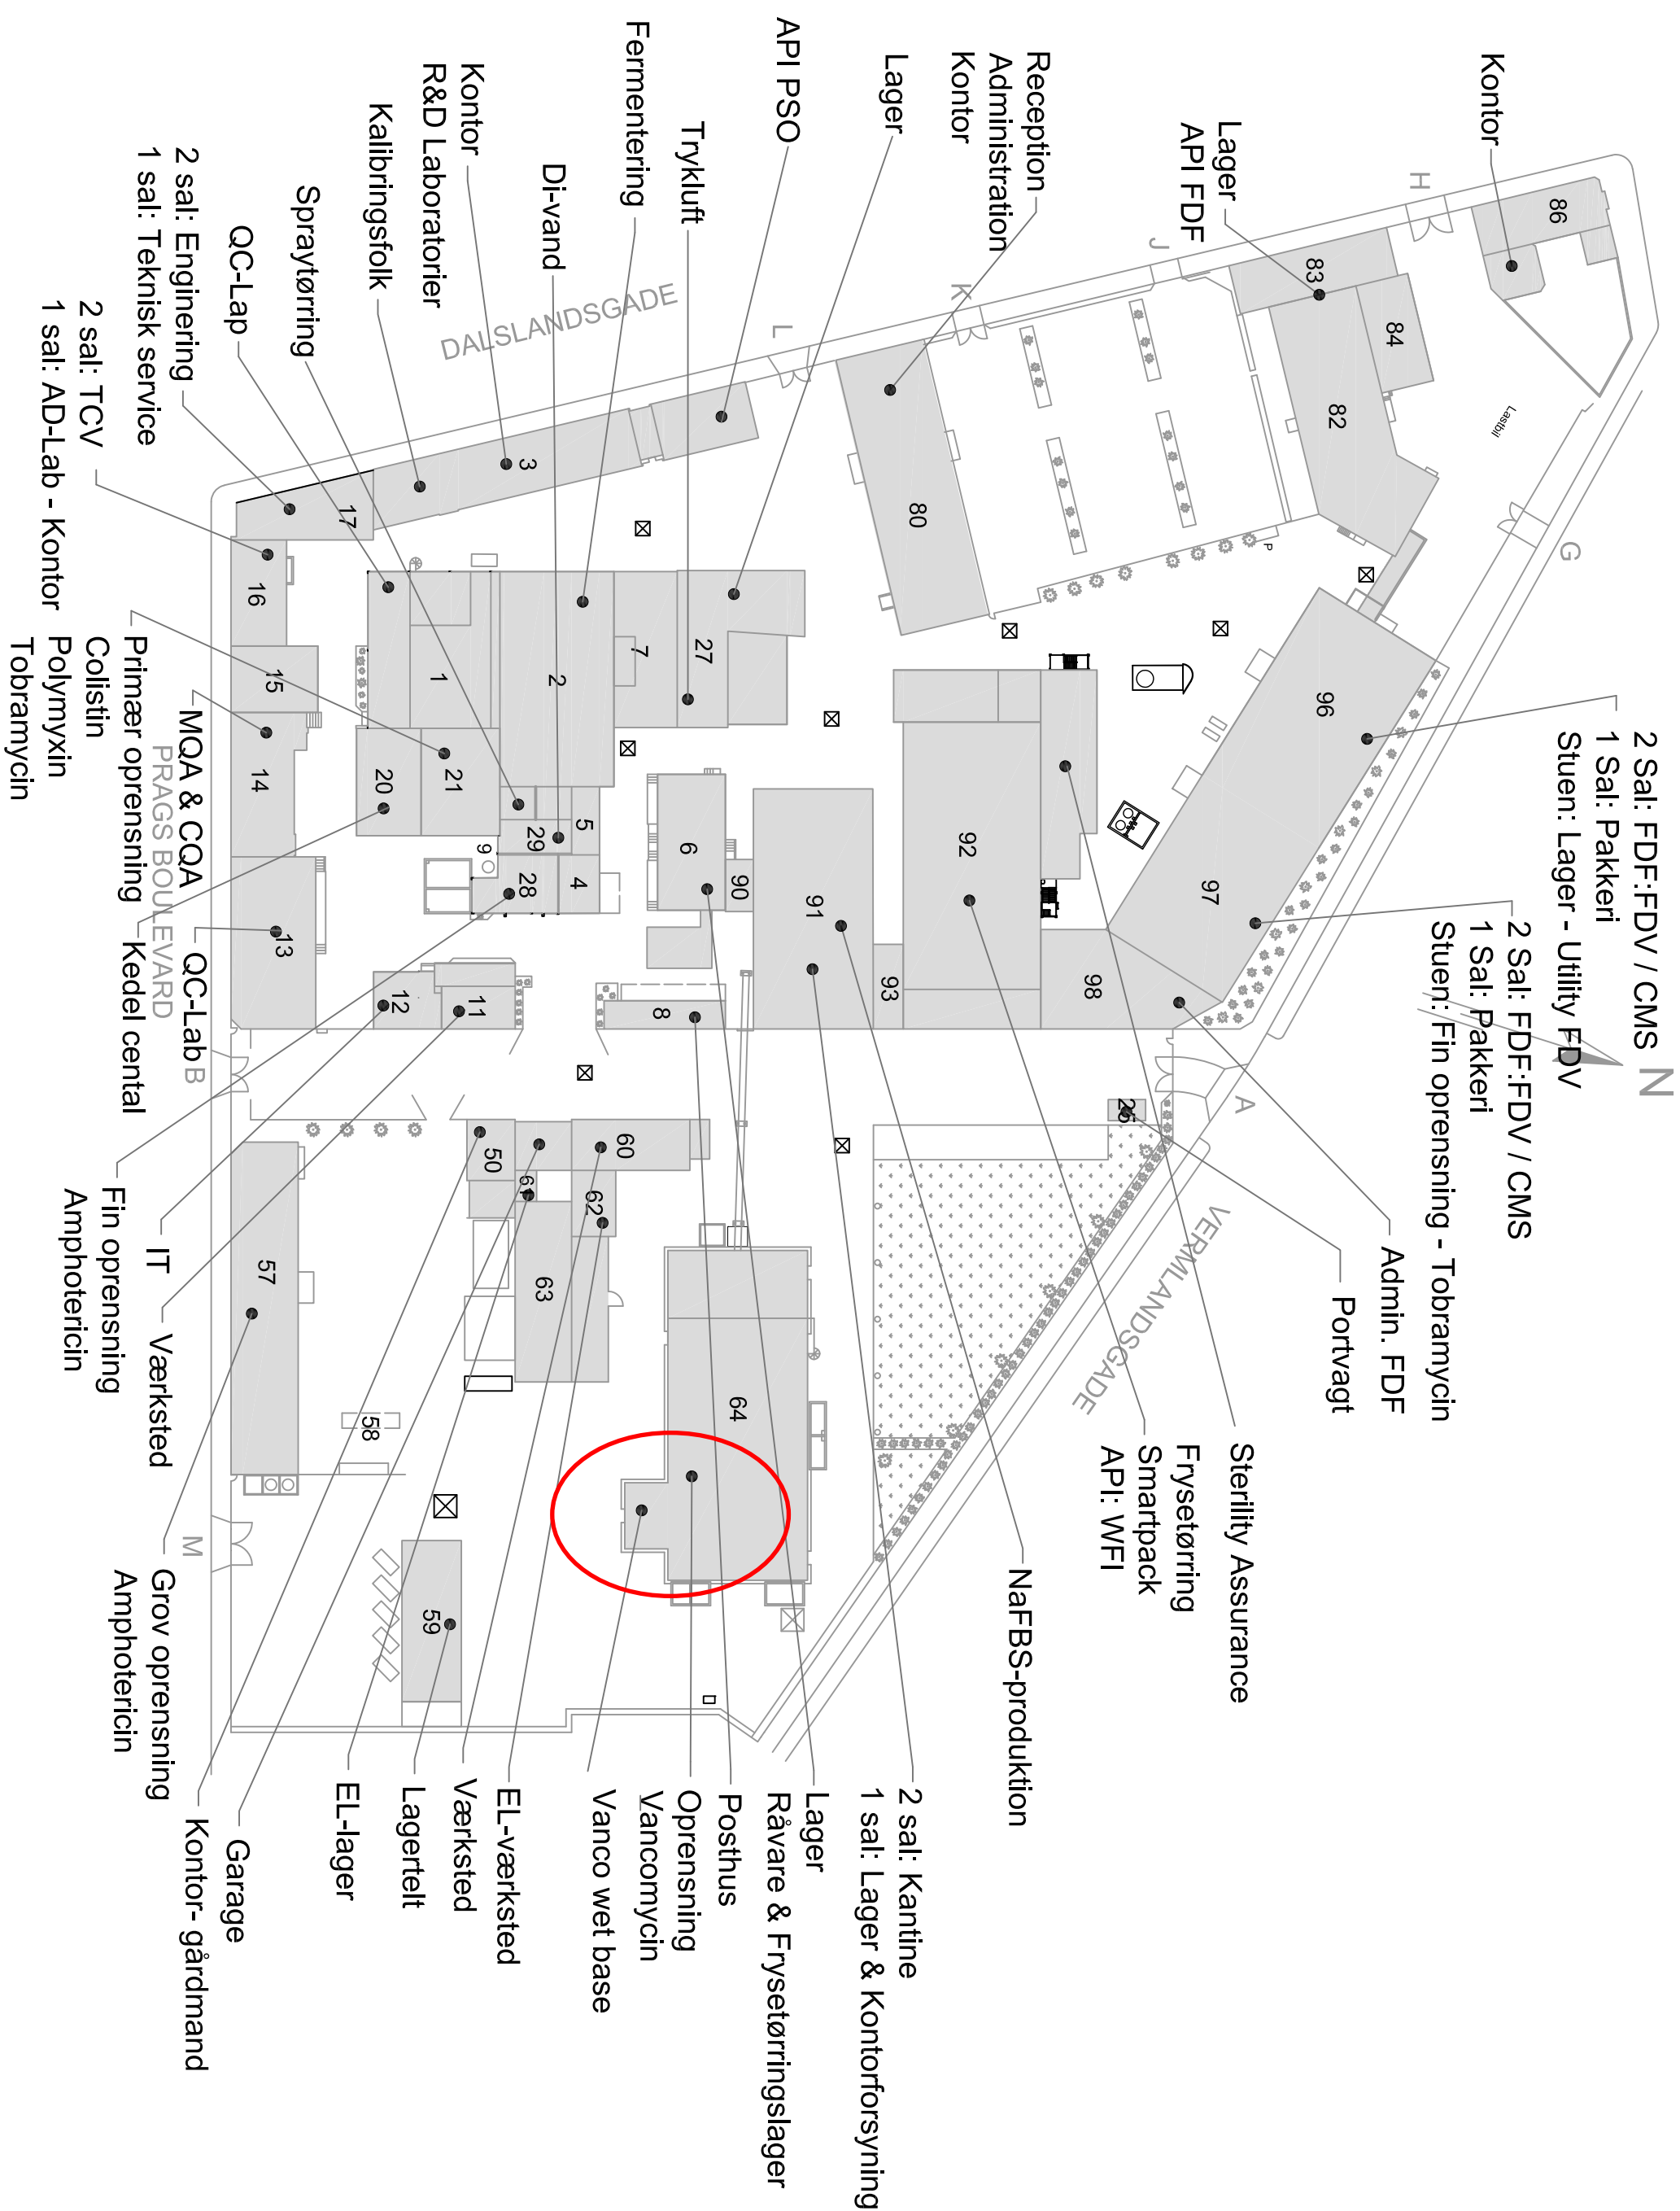 Kontor
Lager
API FDF
Reception
Administration
Kontor
Lager
API PSO
Trykluft
Fermentering
Di-vand
Kontor
R&D Laboratorier
Kalibringsfolk
Spraytørring
QC-Lap
2 sal: Enginering
1 sal: Teknisk service
2 sal: TCV
1 sal: AD-Lab - Kontor
Primær oprensning
Colistin
Polymyxin
Tobramycin
MQA & CQA
Kedel cental
QC-Lab
Fin oprensning
Amphotericin
IT
Værksted
Grov oprensning
Amphotericin
Kontor- gårdmand
Garage
EL-lager
Lagertelt
Værksted
EL-værksted
Vanco wet base
Oprensning
Vancomycin
Posthus
Lager
Råvare & Frysetørringslager
2 sal: Kantine
1 sal: Lager & Kontorforsyning
NaFBS-produktion
Frysetørring
Smartpack
API: WFI
Sterility Assurance
Portvagt
Admin. FDF
2 Sal: FDF:FDV / CMS
1 Sal: Pakkeri
Stuen: Fin oprensning - Tobramycin
2 Sal: FDF:FDV / CMS
1 Sal: Pakkeri
Stuen: Lager - Utility FDV
N
DALSLANDSGADE
PRAGS BOULEVARD
VERMLANDSGADE
Lastbil
P
H
J
K
L
G
A
B
M
86
83
84
82
80
96
97
98
92
93
91
90
25
3
17
16
15
14
13
1
2
7
27
20
21
5
29
28
4
9
6
8
12
11
50
60
61
62
63
64
57
58
59